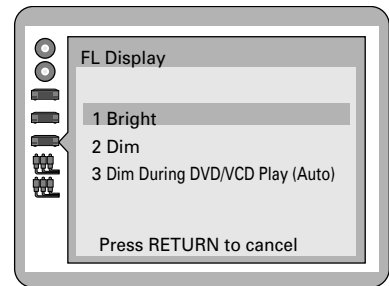 FL Display
1 Bright
2 Dim
3 Dim During DVD/VCD Play (Auto)
Press RETURN to cancel